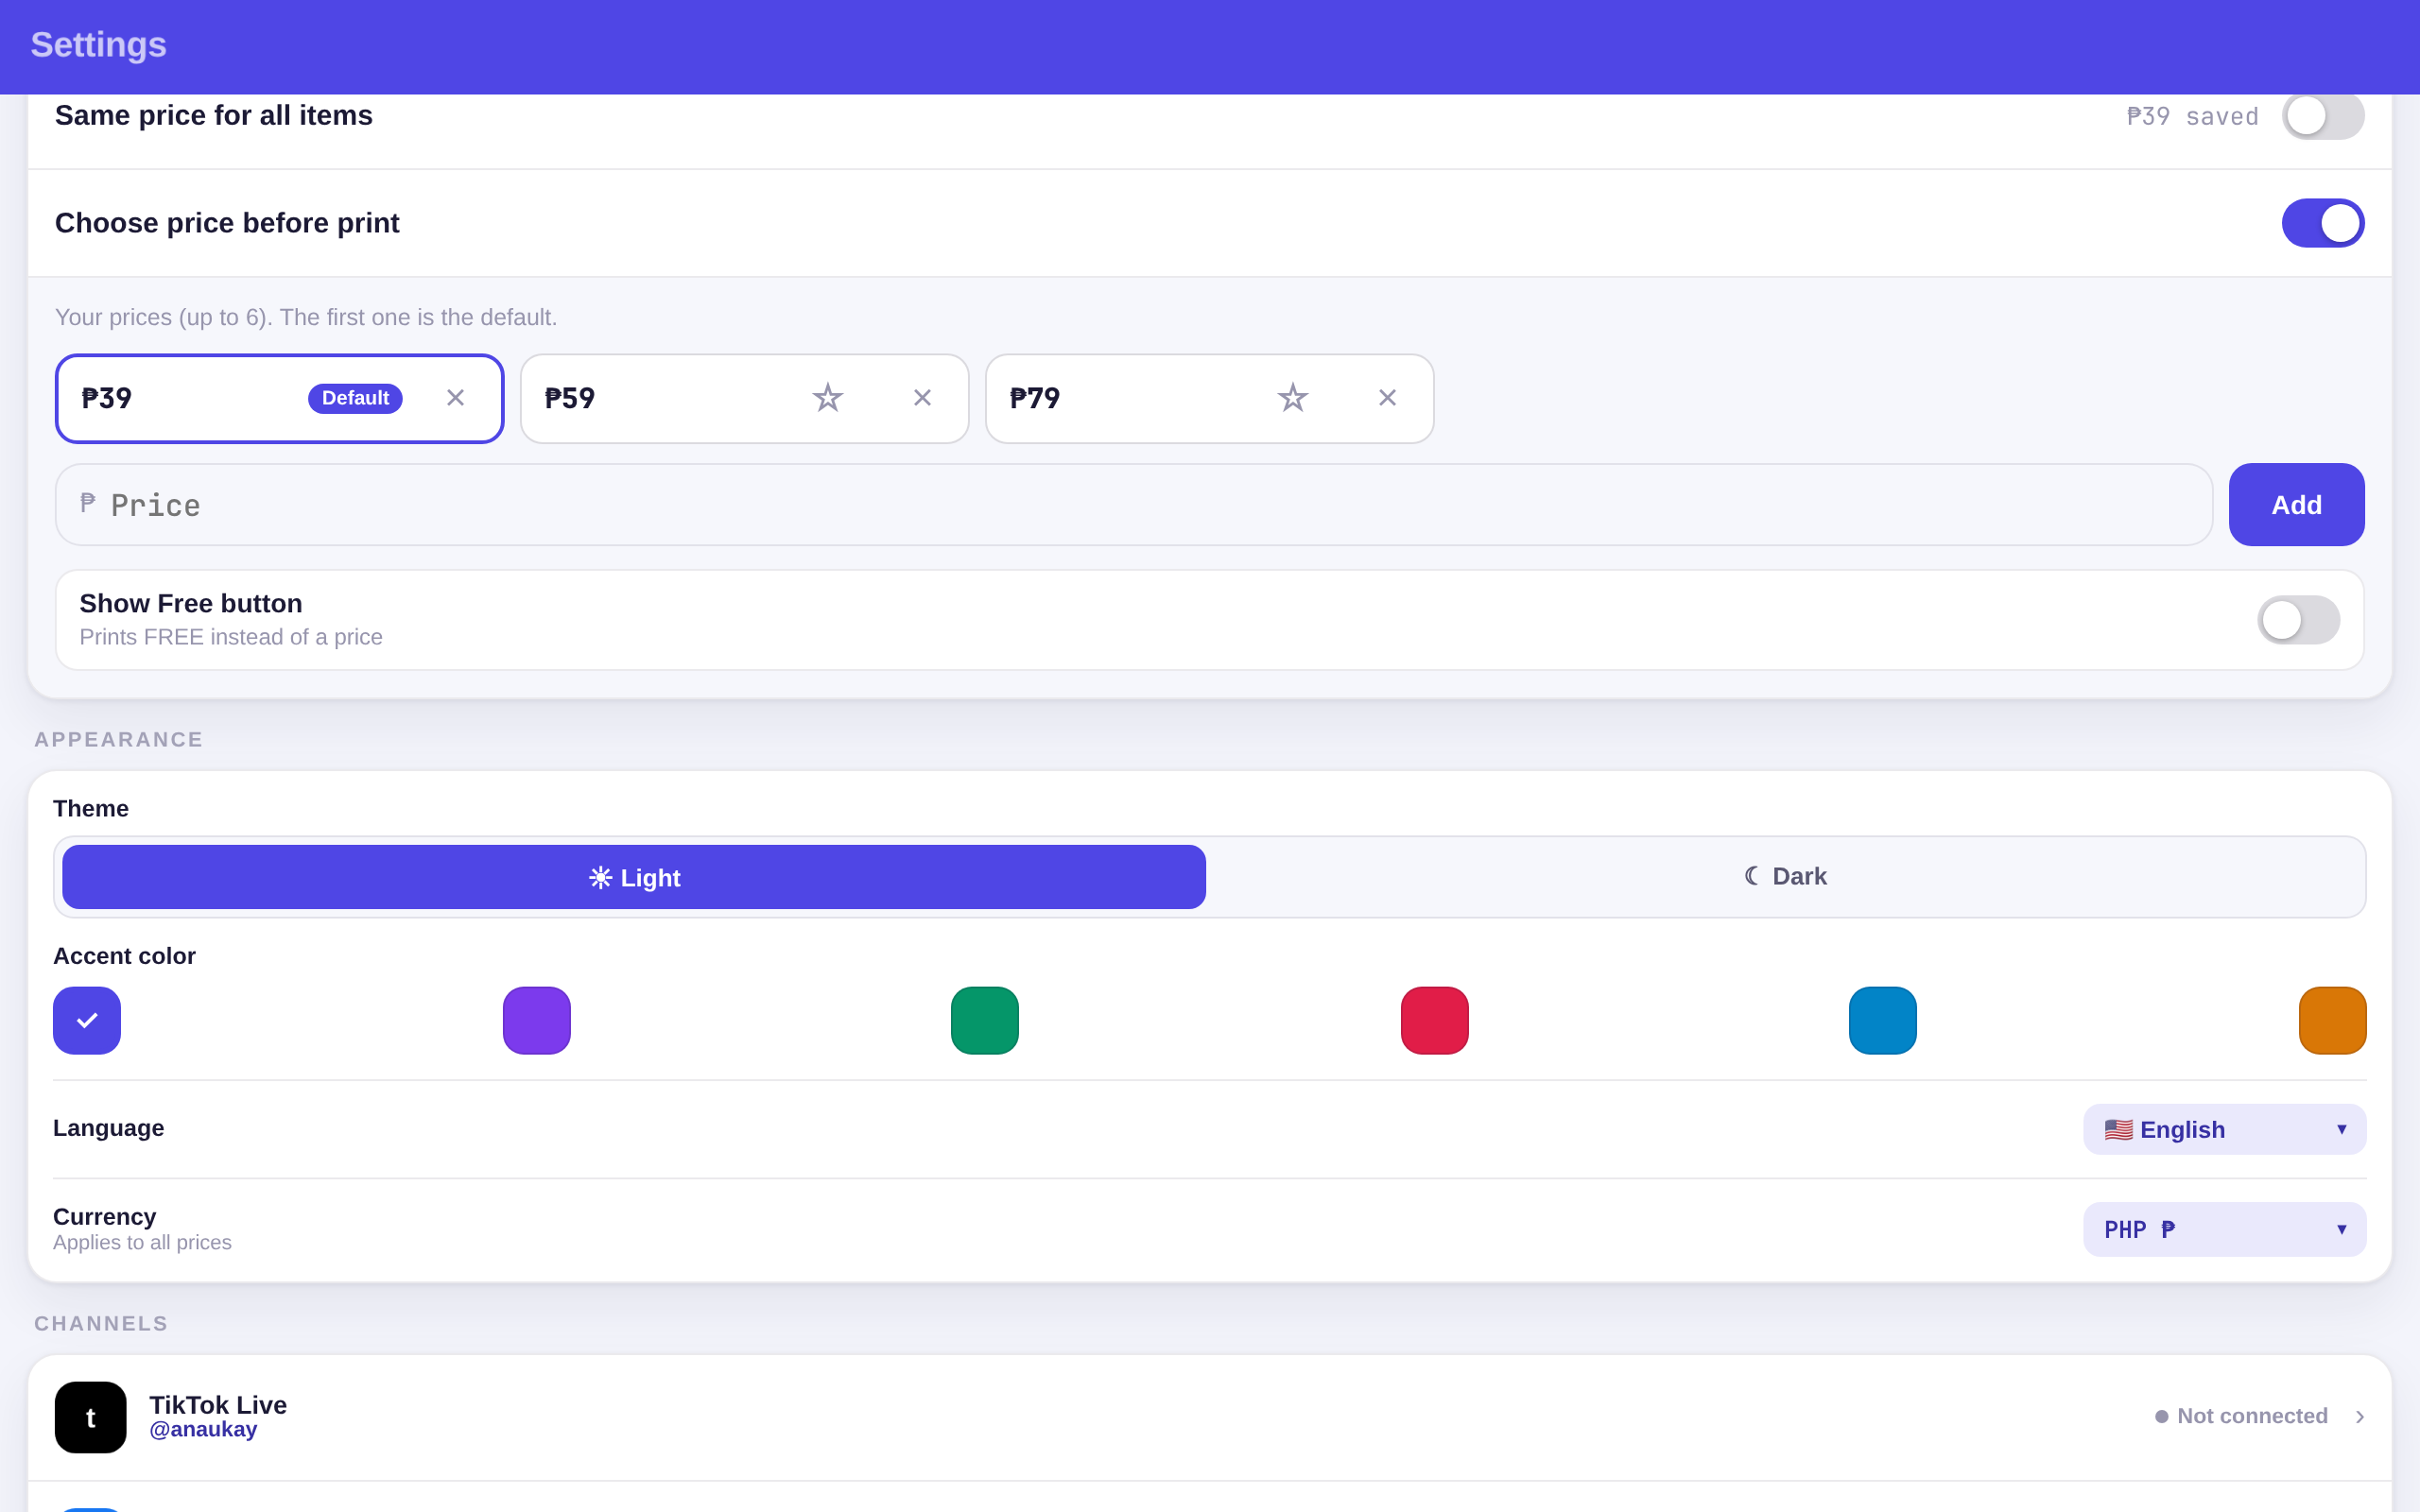 Settings
Same price for all items
₱39 saved
Choose price before print
Your prices (up to 6). The first one is the default.
₱39 Default ✕
₱59 ☆ ✕
₱79 ☆ ✕
₱ Price
Add
Show Free button
Prints FREE instead of a price
APPEARANCE
Theme
☀ Light
☾ Dark
Accent color
Language
🇺🇸 English ▾
Currency
Applies to all prices
PHP ₱ ▾
CHANNELS
t
TikTok Live
@anaukay
Not connected ›